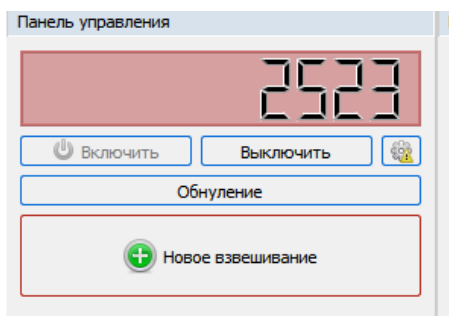 Панель управления
2523
Включить Выключить
Обнуление
Новое взвешивание